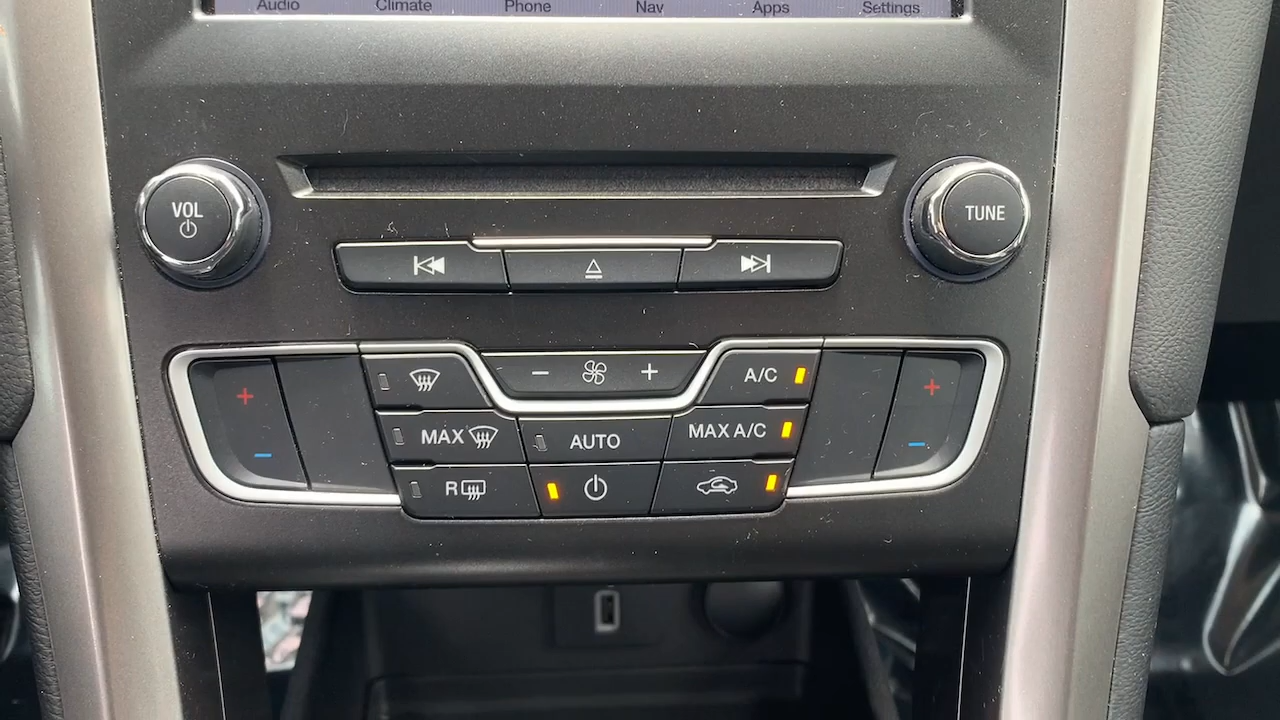 Audio Climate Phone Nav Apps Settings
VOL TUNE
+ - + A/C +
MAX AUTO MAX A/C
- R -